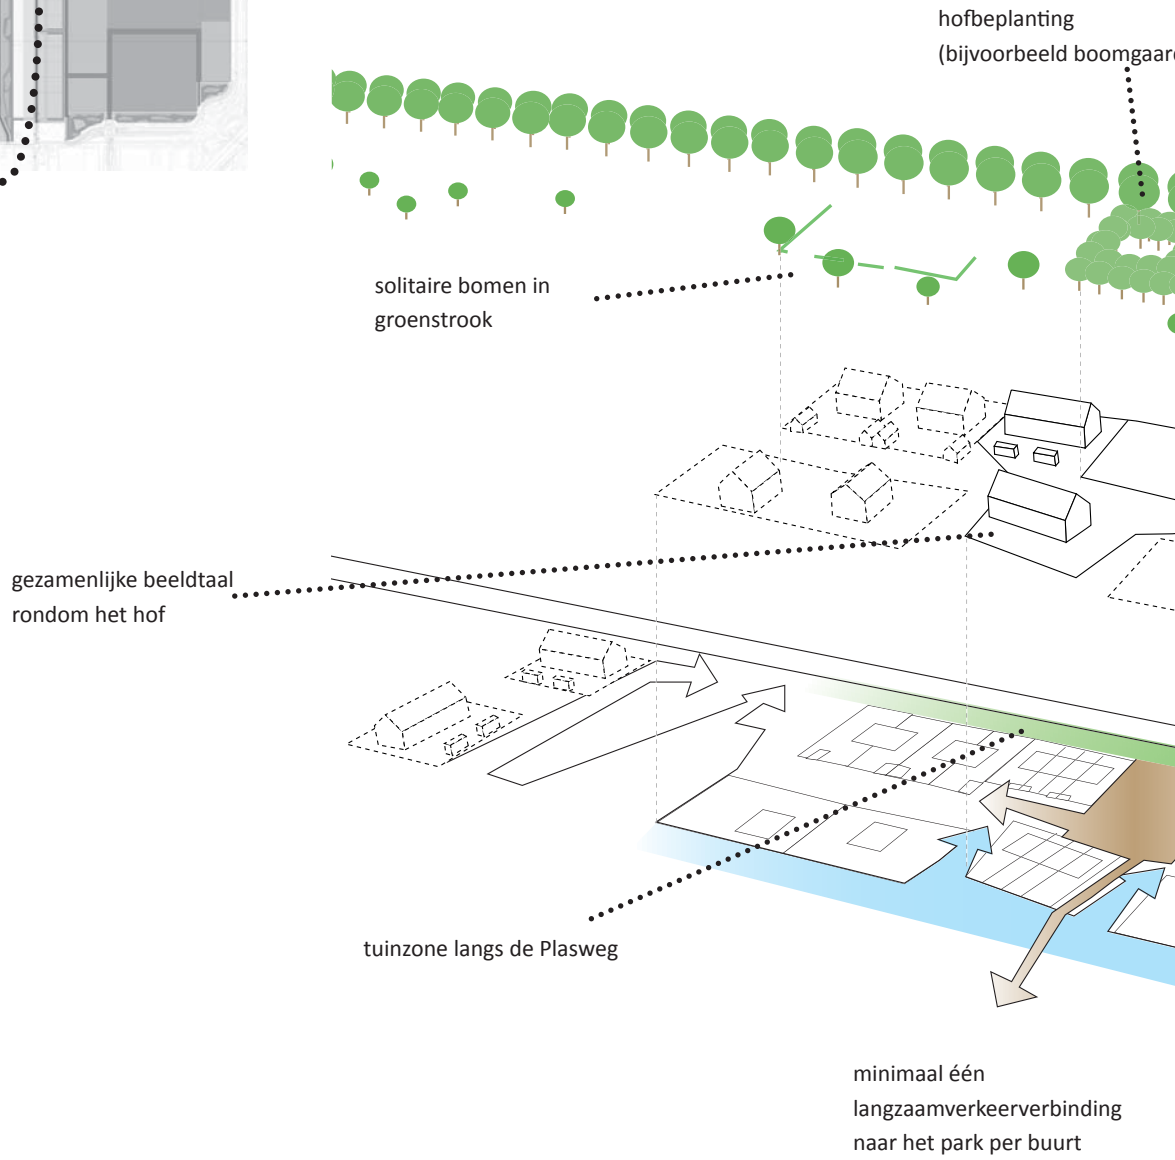 hofbeplanting
(bijvoorbeeld boomgaard
solitaire bomen in
groenstrook
gezamenlijke beeldtaal
rondom het hof
tuinzone langs de Plasweg
minimaal één
langzaamverkeerverbinding
naar het park per buurt